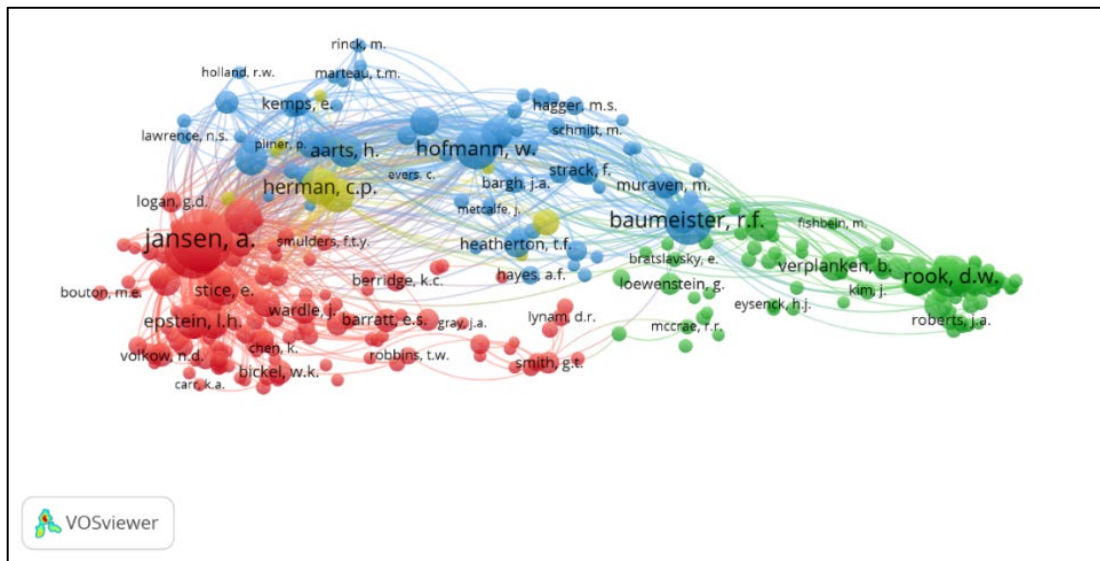 rinck, m.
holland, r.w.
marteau, t.m.
kemps, e.
hagger, m.s.
lawrence, n.s.
schmitt, m.
pliner, p.
aarts, h.
hofmann, w.
evers, c.
strack, f.
herman, c.p.
bargh, j.a.
muraven, m.
logan, g.d.
metcalfe, j.
baumeister, r.f.
fishbein, m.
jansen, a.
smulders, f.t.y.
heatherton, t.f.
bratslavsky, e.
verplanken, b.
hayes, a.f.
berridge, k.c.
rook, d.w.
bouton, m.e.
stice, e.
loewenstein, g.
kim, j.
eysenck, h.j.
wardle, j.
epstein, l.h.
barratt, e.s.
gray, j.a.
lynam, d.r.
mccrae, r.r.
roberts, j.a.
chen, k.
volkow, n.d.
robbins, t.w.
smith, g.t.
bickel, w.k.
carr, k.a.
VOSviewer